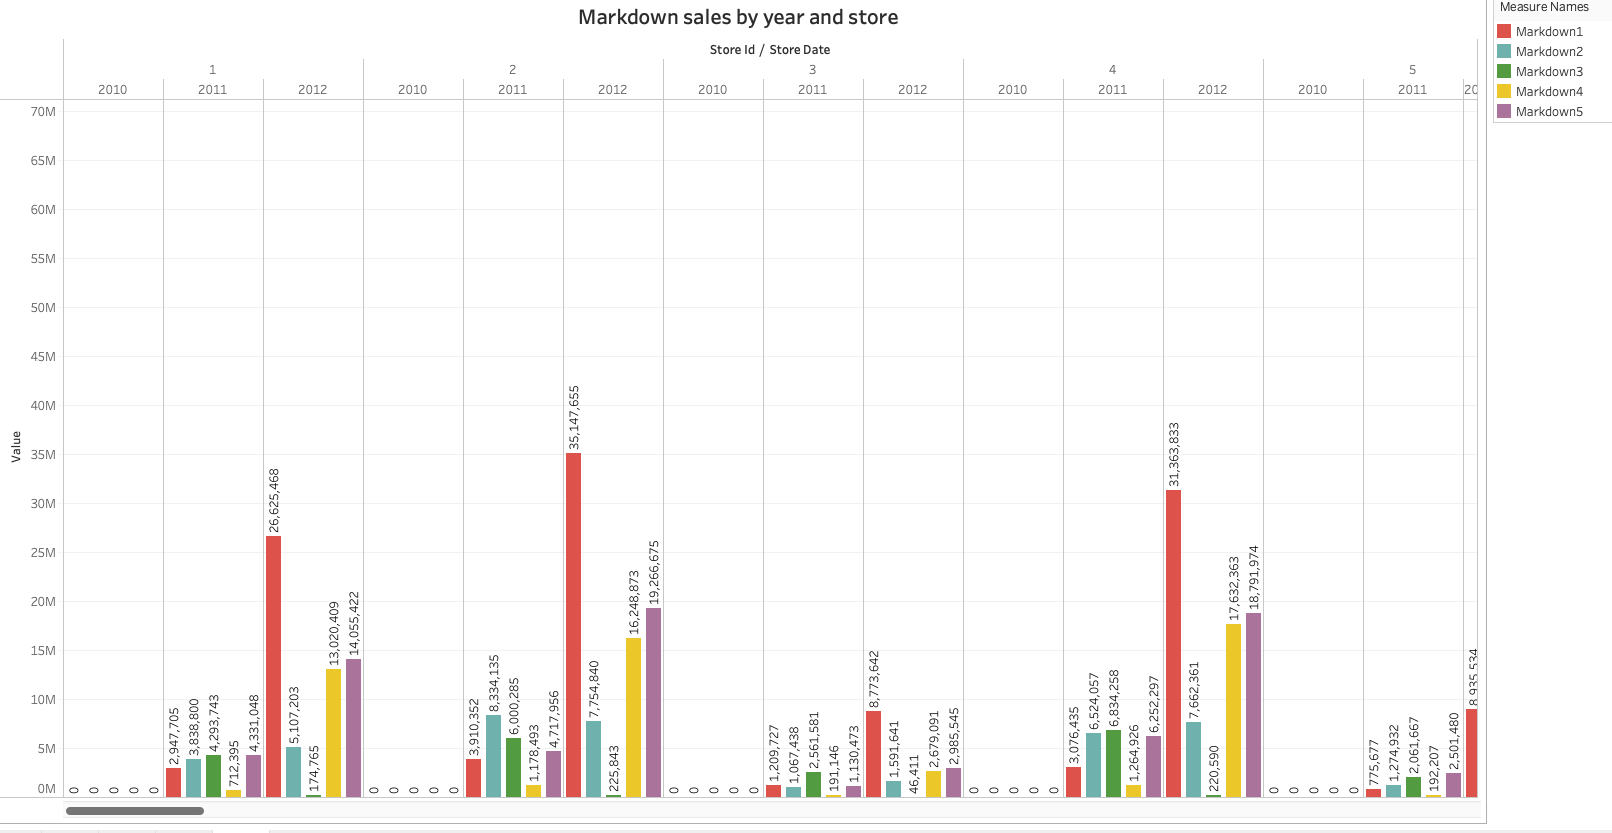 Markdown sales by year and store
Measure Names
Markdown1
Markdown2
Markdown3
Markdown4
Markdown5
Store Id / Store Date
1 2 3 4 5
2010 2011 2012 2010 2011 2012 2010 2011 2012 2010 2011 2012 2010 2011 20
Value
70M
65M
60M
55M
50M
45M
40M
35M
30M
25M
20M
15M
10M
5M
0M
0 0 0 0 0
2,947,705
3,838,800
4,293,743
712,395
4,331,048
26,625,468
5,107,203
174,765
13,020,409
14,055,422
0 0 0 0 0
3,910,352
8,334,135
6,000,285
1,178,493
4,717,956
35,147,655
7,754,840
225,843
16,248,873
19,266,675
0 0 0 0 0
1,209,727
1,067,438
2,561,581
191,146
1,130,473
8,773,642
1,591,641
46,411
2,679,091
2,985,545
0 0 0 0 0
3,076,435
6,524,057
6,834,258
1,264,926
6,252,297
31,363,833
7,662,361
220,590
17,632,363
18,791,974
0 0 0 0 0
775,677
1,274,932
2,061,667
192,207
2,501,480
8,935,534